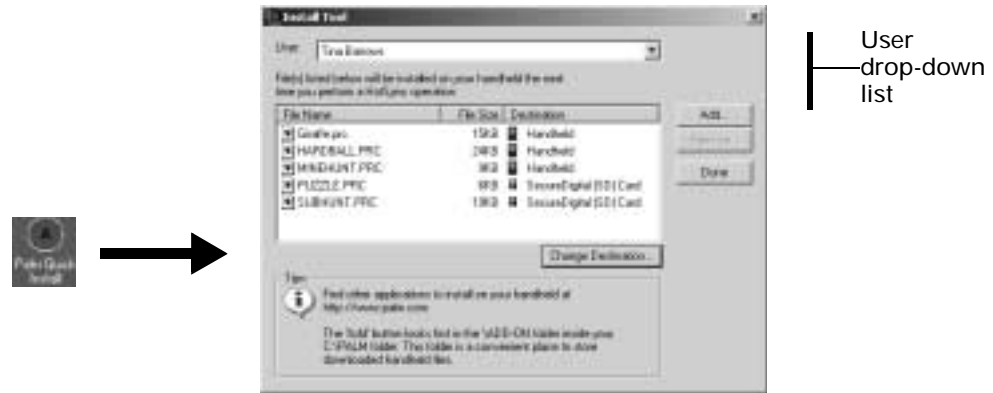 Install Tool
User: Tina Barrows
File(s) listed below will be installed on your handheld the next
time you perform a HotSync operation:
File Name File Size Destination
Giraffe.prc 15KB Handheld
HARDBALL.PRC 24KB Handheld
MINEHUNT.PRC 9KB Handheld
PUZZLE.PRC SecureDigital (SD) Card
SUBHUNT.PRC SecureDigital (SD) Card
Add...
Done
Change Destination...
Tips:
Find other applications to install on your handheld at
http://www.palm.com
The 'Add' button looks first in the \ADD-ON folder inside your
C:\PALM folder. This folder is a convenient place to store
downloaded handheld files.
Palm Quick
Install
User
drop-down
list